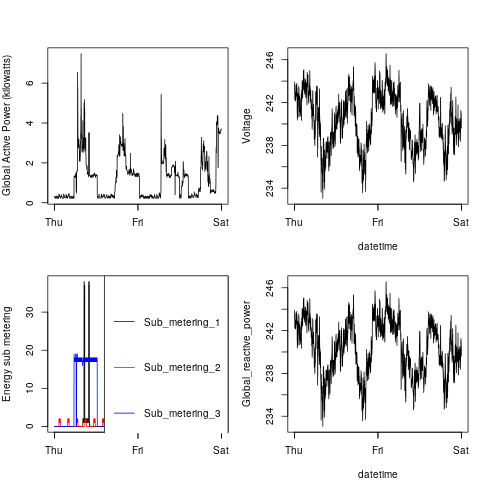 Global Active Power (kilowatts)
0 2 4 6
Thu Fri Sat
Voltage
234 238 242 246
Thu Fri Sat
datetime
Energy sub metering
0 10 20 30
Sub_metering_1
Sub_metering_2
Sub_metering_3
Thu Fri Sat
Global_reactive_power
234 238 242 246
Thu Fri Sat
datetime